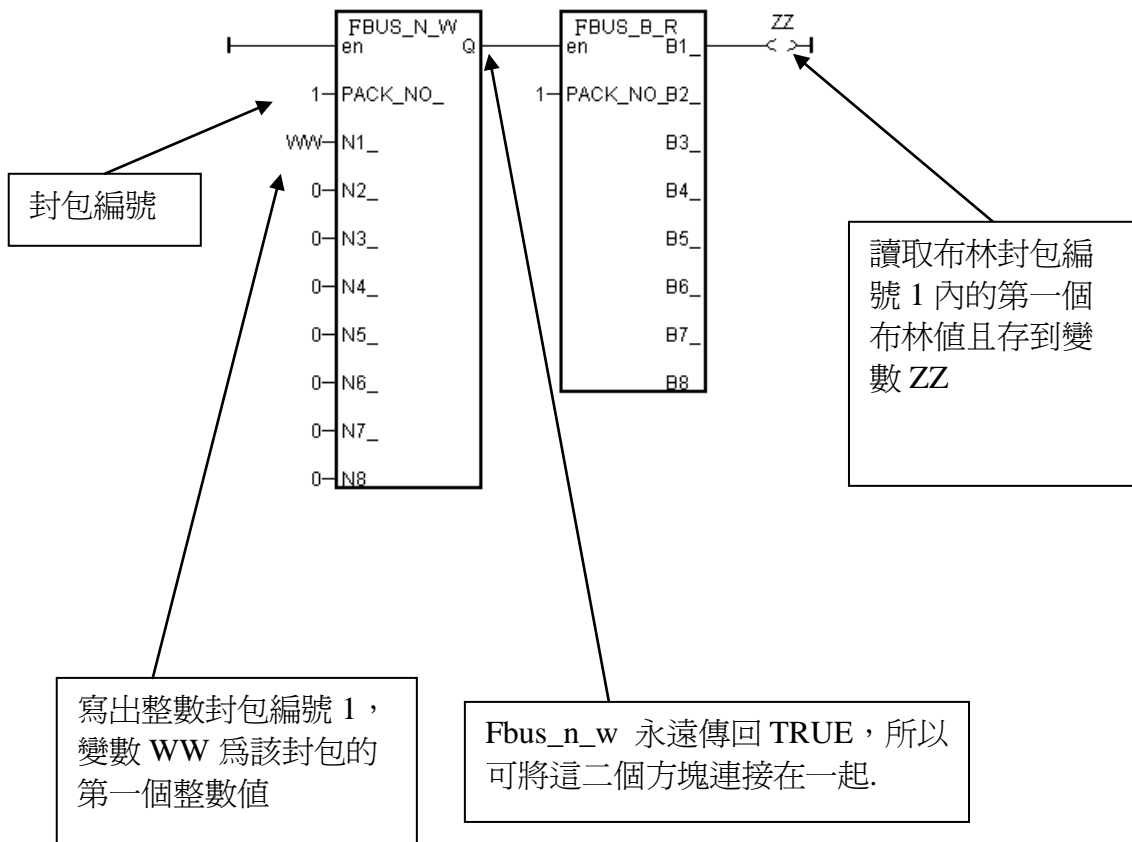 FBUS_N_W
en Q
1 PACK_NO_
WW N1_
0 N2_
0 N3_
0 N4_
0 N5_
0 N6_
0 N7_
0 N8
FBUS_B_R
en B1_
1 PACK_NO_B2_
B3_
B4_
B5_
B6_
B7_
B8
ZZ
封包編號
讀取布林封包編
號 1 內的第一個
布林值且存到變
數 ZZ
寫出整數封包編號 1,
變數 WW 爲該封包的
第一個整數值
Fbus_n_w 永遠傳回 TRUE,所以
可將這二個方塊連接在一起.